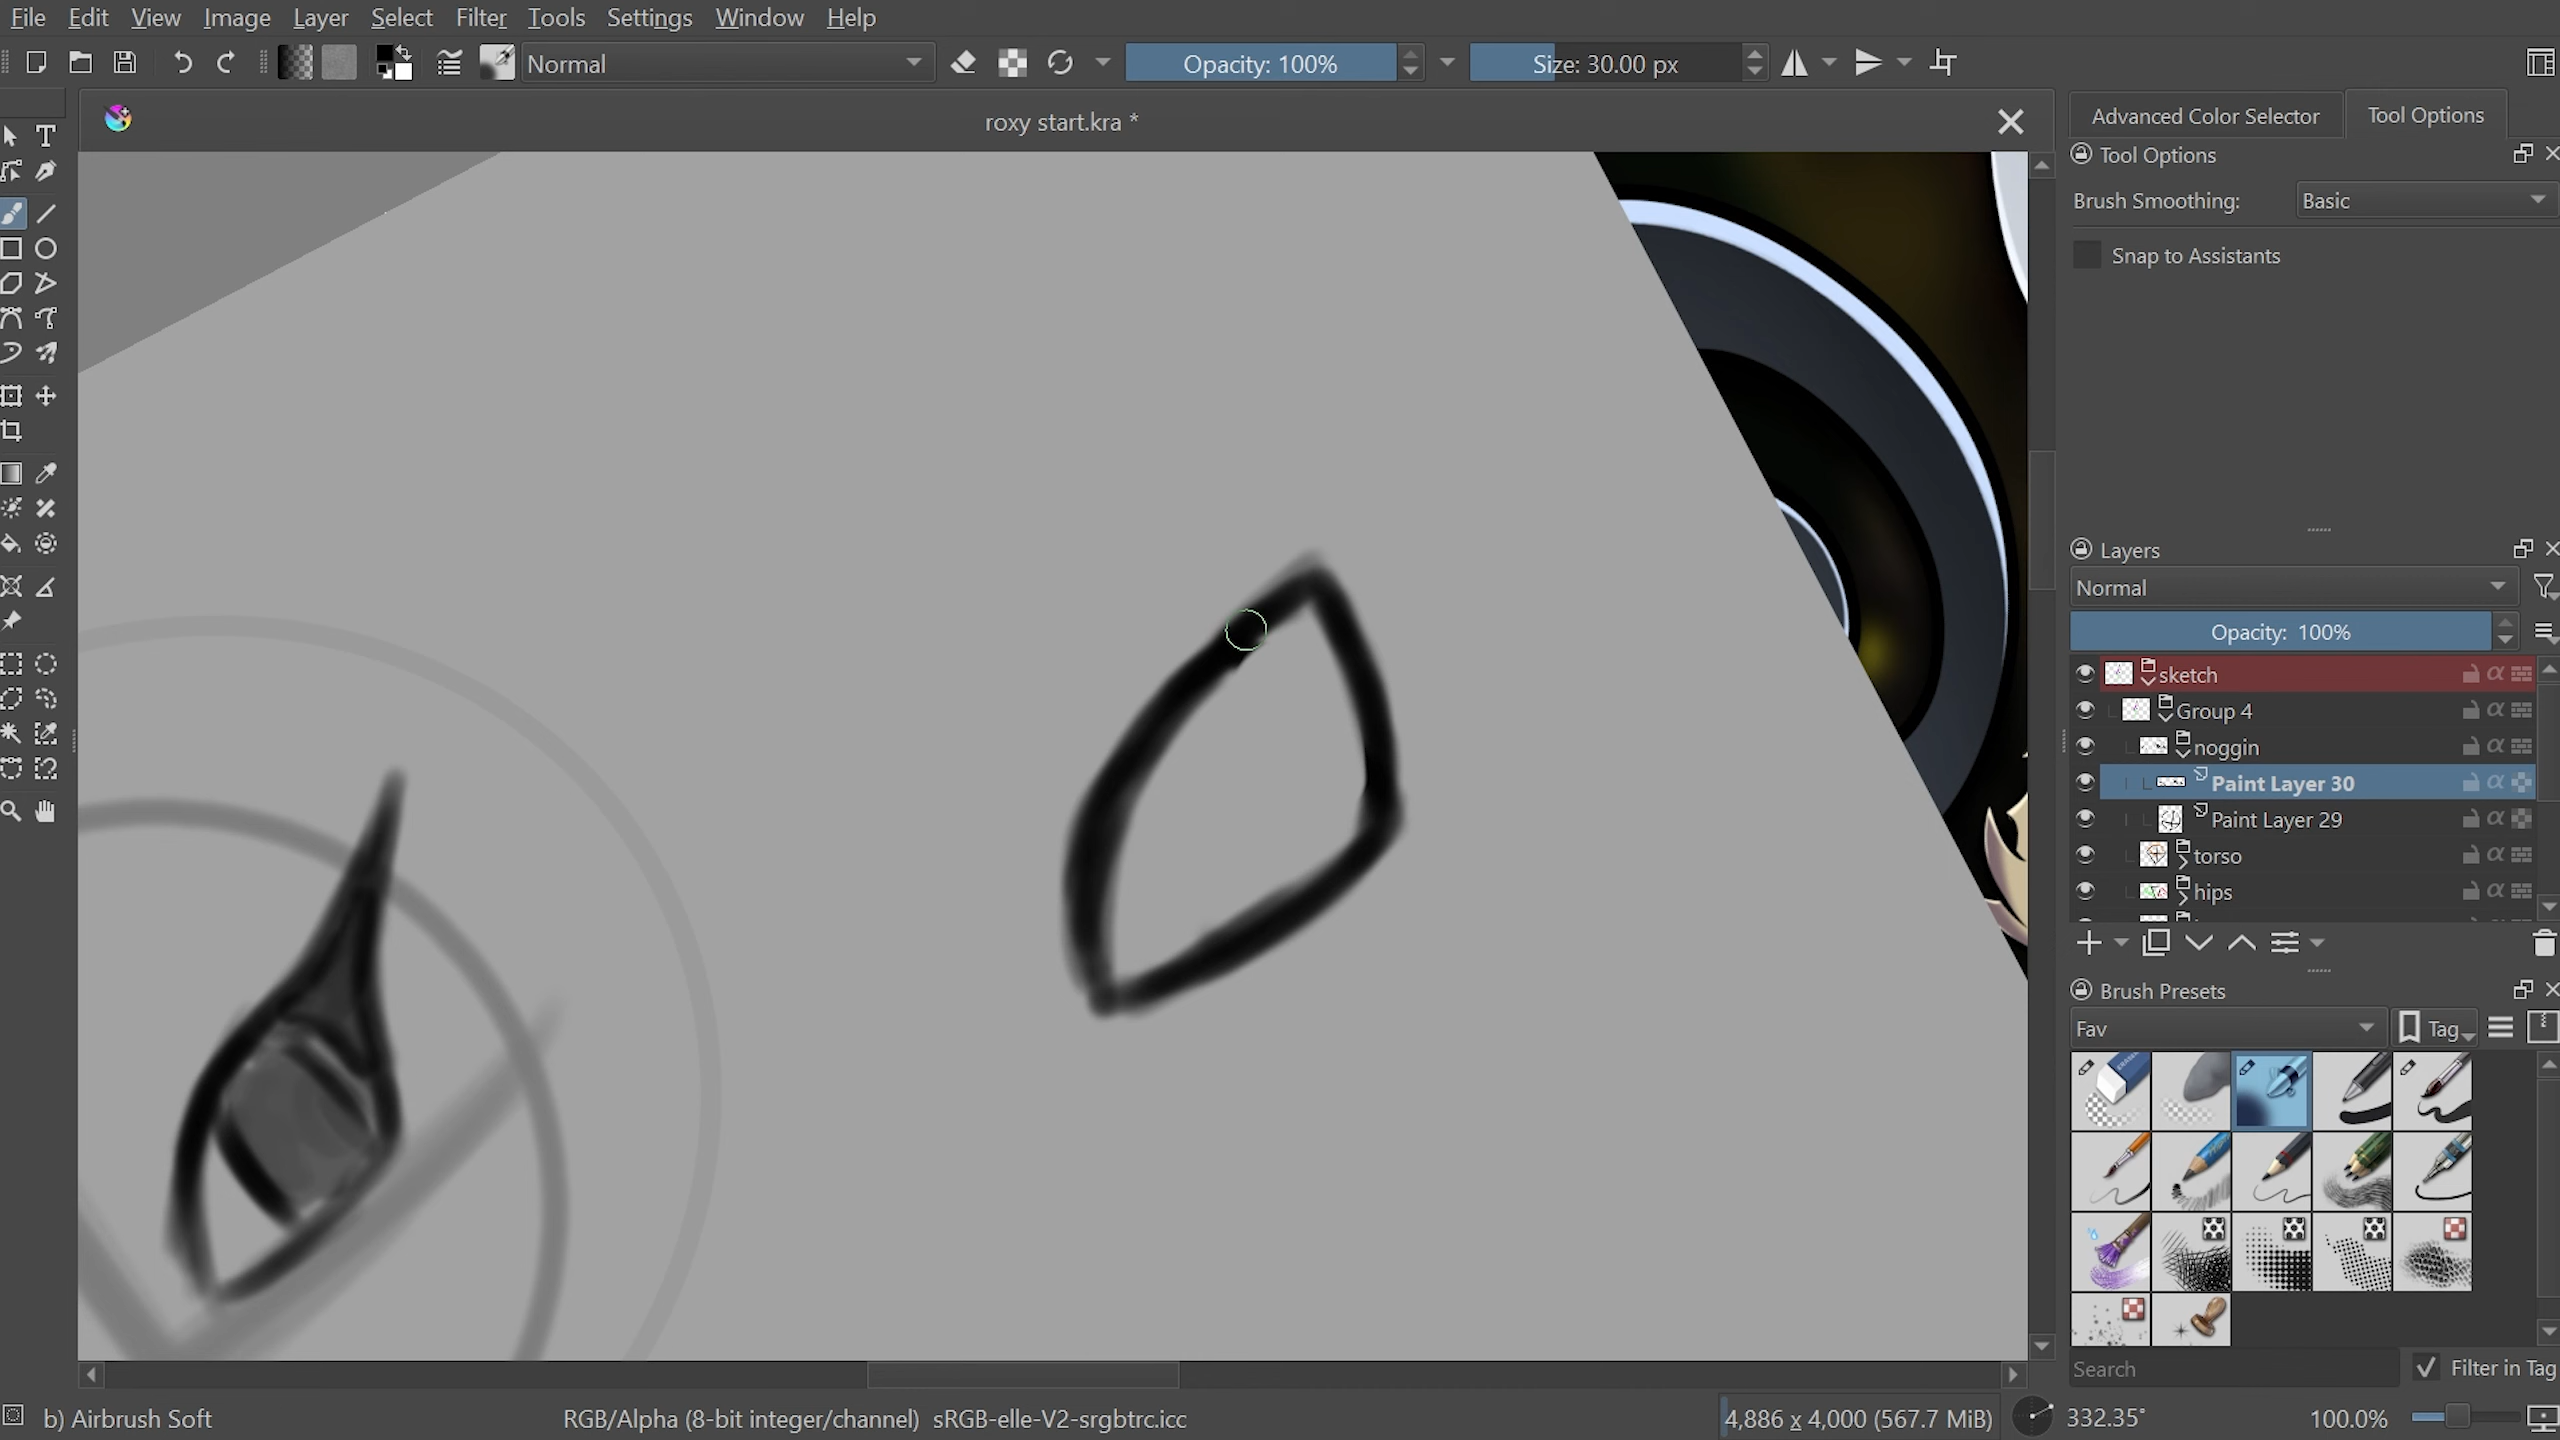 File Edit View Image Layer Select Filter Tools Settings Window Help
Normal Opacity: 100% Size: 30.00 px
roxy start.kra *
Advanced Color Selector Tool Options
Tool Options
Brush Smoothing: Basic
Snap to Assistants
Layers
Normal
Opacity: 100%
sketch
Group 4
noggin
Paint Layer 30
Paint Layer 29
torso
hips
Brush Presets
Fav Tag
Search Filter in Tag
b) Airbrush Soft RGB/Alpha (8-bit integer/channel) sRGB-elle-V2-srgbtrc.icc 4,886 x 4,000 (567.7 MiB) 332.35° 100.0%